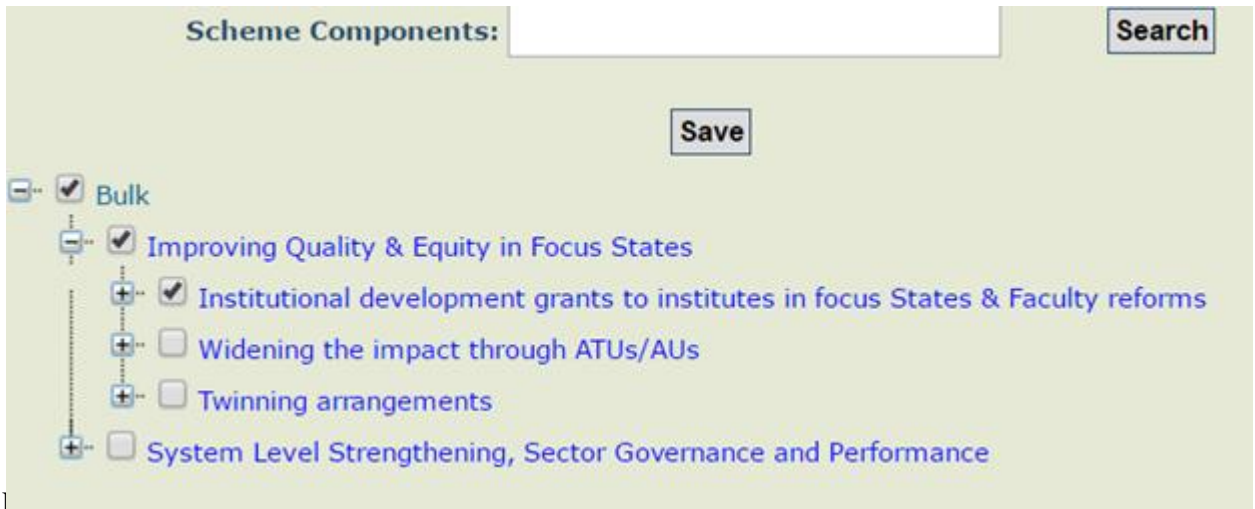 Scheme Components:
Search
Save
Bulk
Improving Quality & Equity in Focus States
Institutional development grants to institutes in focus States & Faculty reforms
Widening the impact through ATUs/AUs
Twinning arrangements
System Level Strengthening, Sector Governance and Performance